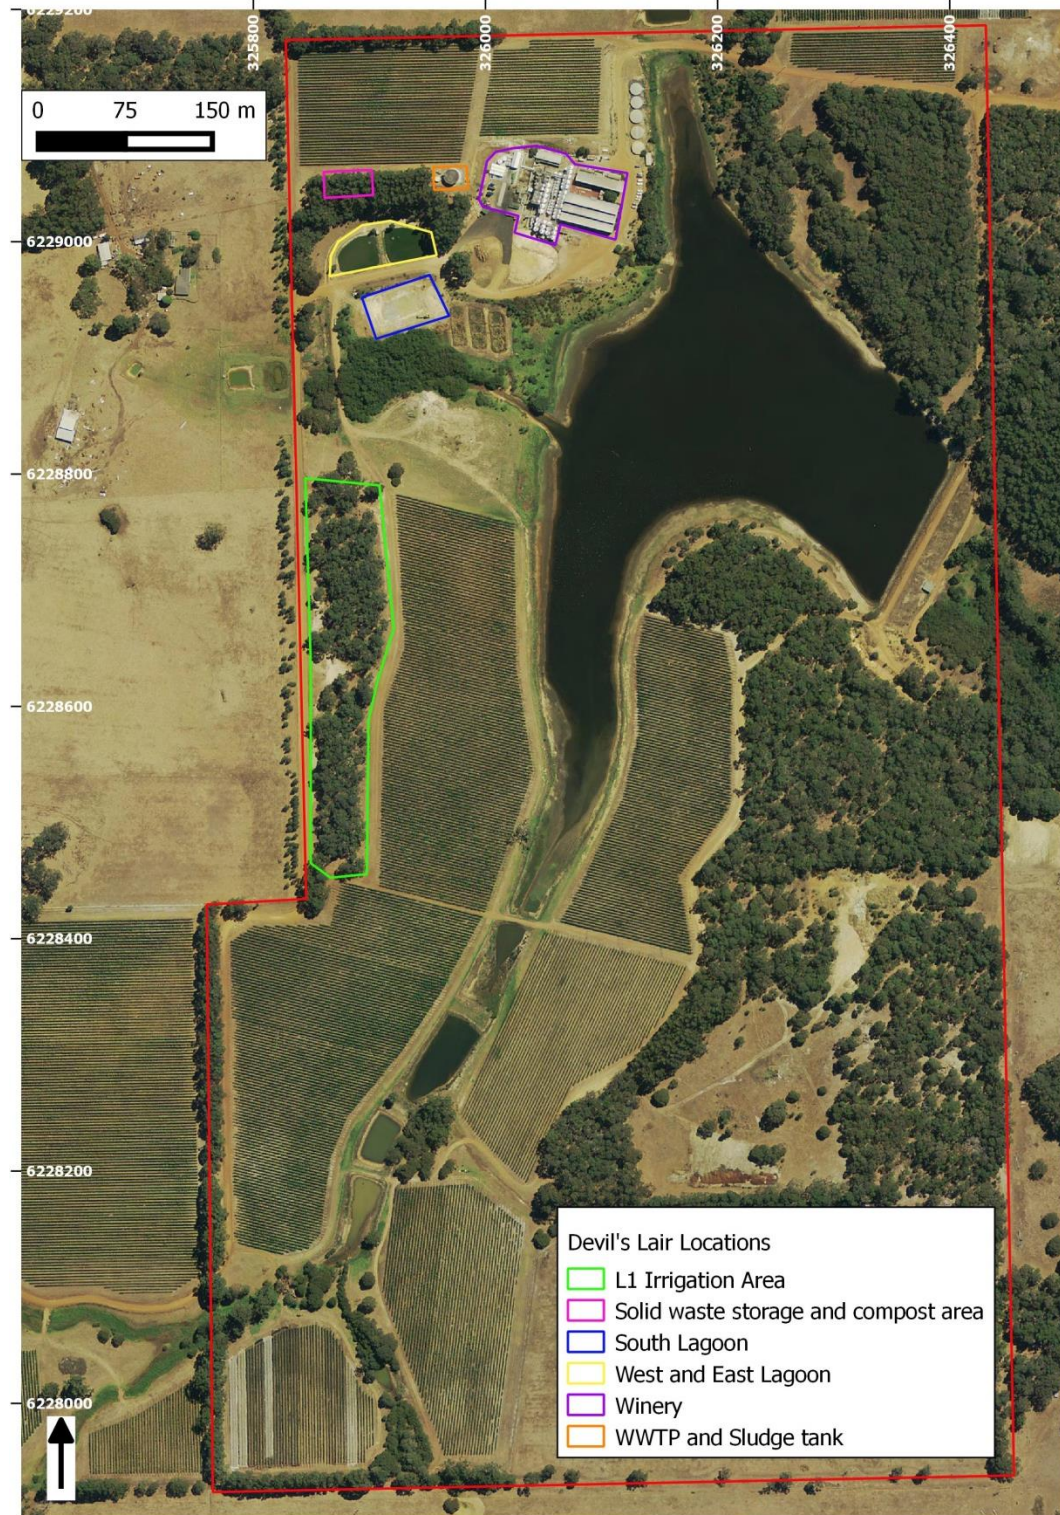 6229200
325800
326000
326200
326400
0 75 150 m
6229000
6228800
6228600
6228400
6228200
6228000
Devil's Lair Locations
L1 Irrigation Area
Solid waste storage and compost area
South Lagoon
West and East Lagoon
Winery
WWTP and Sludge tank